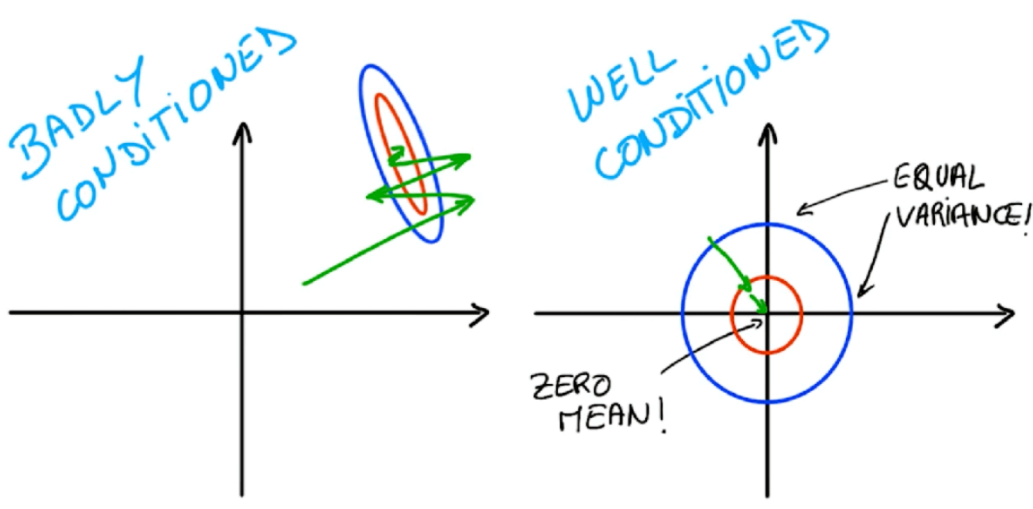 BADLY
CONDITIONED
WELL
CONDITIONED
EQUAL
VARIANCE!
ZERO
MEAN!